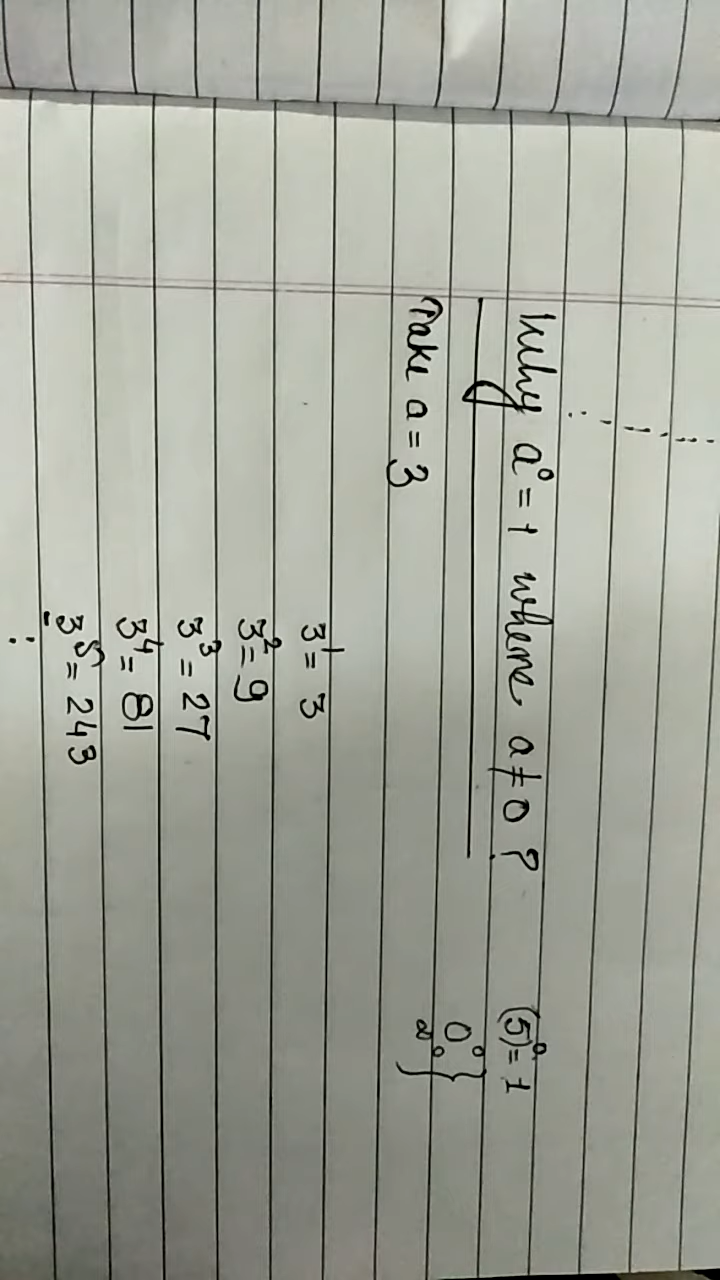 Why a⁰ = 1 where a ≠ 0 ?
(5)⁰ = 1
0⁰ }
∞⁰ }
Take a = 3
3¹ = 3
3² = 9
3³ = 27
3⁴ = 81
3⁵ = 243